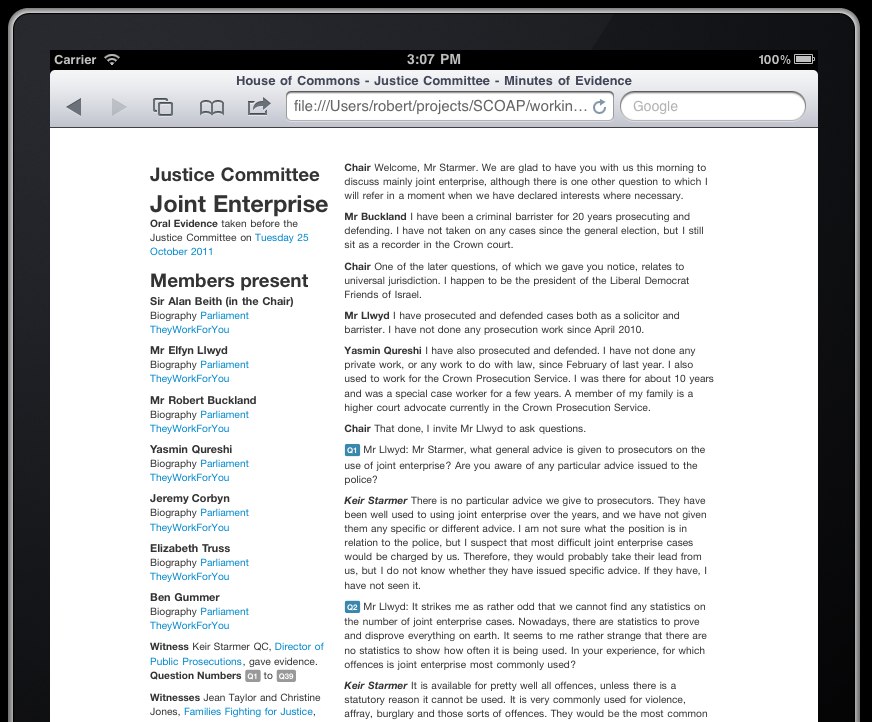 Carrier
3:07 PM
100%
House of Commons - Justice Committee - Minutes of Evidence
file:///Users/robert/projects/SCOAP/workin...
Google
Justice Committee
Joint Enterprise
Oral Evidence taken before the
Justice Committee on Tuesday 25
October 2011
Members present
Sir Alan Beith (in the Chair)
Biography Parliament
TheyWorkForYou
Mr Elfyn Llwyd
Biography Parliament
TheyWorkForYou
Mr Robert Buckland
Biography Parliament
TheyWorkForYou
Yasmin Qureshi
Biography Parliament
TheyWorkForYou
Jeremy Corbyn
Biography Parliament
TheyWorkForYou
Elizabeth Truss
Biography Parliament
TheyWorkForYou
Ben Gummer
Biography Parliament
TheyWorkForYou
Witness Keir Starmer QC, Director of
Public Prosecutions, gave evidence.
Question Numbers Q1 to Q39
Witnesses Jean Taylor and Christine
Jones, Families Fighting for Justice,
Chair Welcome, Mr Starmer. We are glad to have you with us this morning to
discuss mainly joint enterprise, although there is one other question to which I
will refer in a moment when we have declared interests where necessary.
Mr Buckland I have been a criminal barrister for 20 years prosecuting and
defending. I have not taken on any cases since the general election, but I still
sit as a recorder in the Crown court.
Chair One of the later questions, of which we gave you notice, relates to
universal jurisdiction. I happen to be the president of the Liberal Democrat
Friends of Israel.
Mr Llwyd I have prosecuted and defended cases both as a solicitor and
barrister. I have not done any prosecution work since April 2010.
Yasmin Qureshi I have also prosecuted and defended. I have not done any
private work, or any work to do with law, since February of last year. I also
used to work for the Crown Prosecution Service. I was there for about 10 years
and was a special case worker for a few years. A member of my family is a
higher court advocate currently in the Crown Prosecution Service.
Chair That done, I invite Mr Llwyd to ask questions.
Q1 Mr Llwyd: Mr Starmer, what general advice is given to prosecutors on the
use of joint enterprise? Are you aware of any particular advice issued to the
police?
Keir Starmer There is no particular advice we give to prosecutors. They have
been well used to using joint enterprise over the years, and we have not given
them any specific or different advice. I am not sure what the position is in
relation to the police, but I suspect that most difficult joint enterprise cases
would be charged by us. Therefore, they would probably take their lead from
us, but I do not know whether they have issued specific advice. If they have, I
have not seen it.
Q2 Mr Llwyd: It strikes me as rather odd that we cannot find any statistics on
the number of joint enterprise cases. Nowadays, there are statistics to prove
and disprove everything on earth. It seems to me rather strange that there are
no statistics to show how often it is being used. In your experience, for which
offences is joint enterprise most commonly used?
Keir Starmer It is available for pretty well all offences, unless there is a
statutory reason it cannot be used. It is very commonly used for violence,
affray, burglary and those sorts of offences. They would be the most common